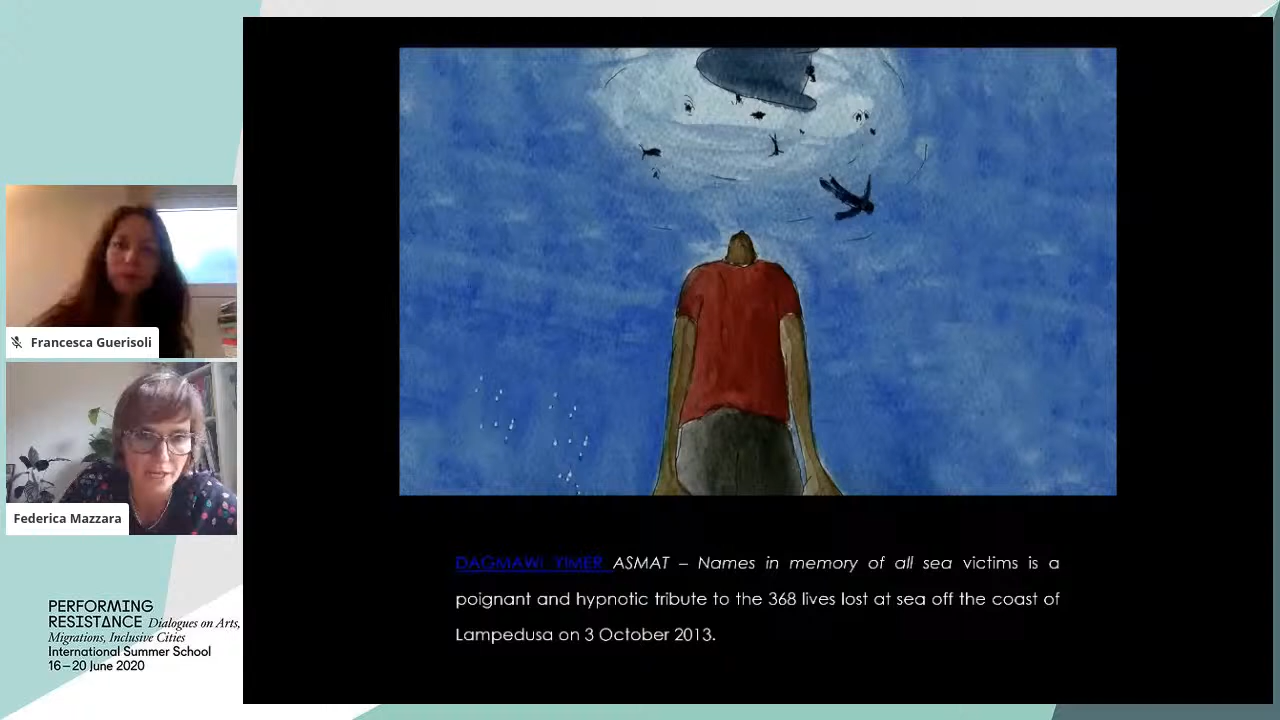 Francesca Guerisoli
Federica Mazzara
PERFORMING
RESISTANCE Dialogues on Arts,
Migrations, Inclusive Cities
International Summer School
16–20 June 2020
DAGMAWI YIMER ASMAT – Names in memory of all sea victims is a
poignant and hypnotic tribute to the 368 lives lost at sea off the coast of
Lampedusa on 3 October 2013.